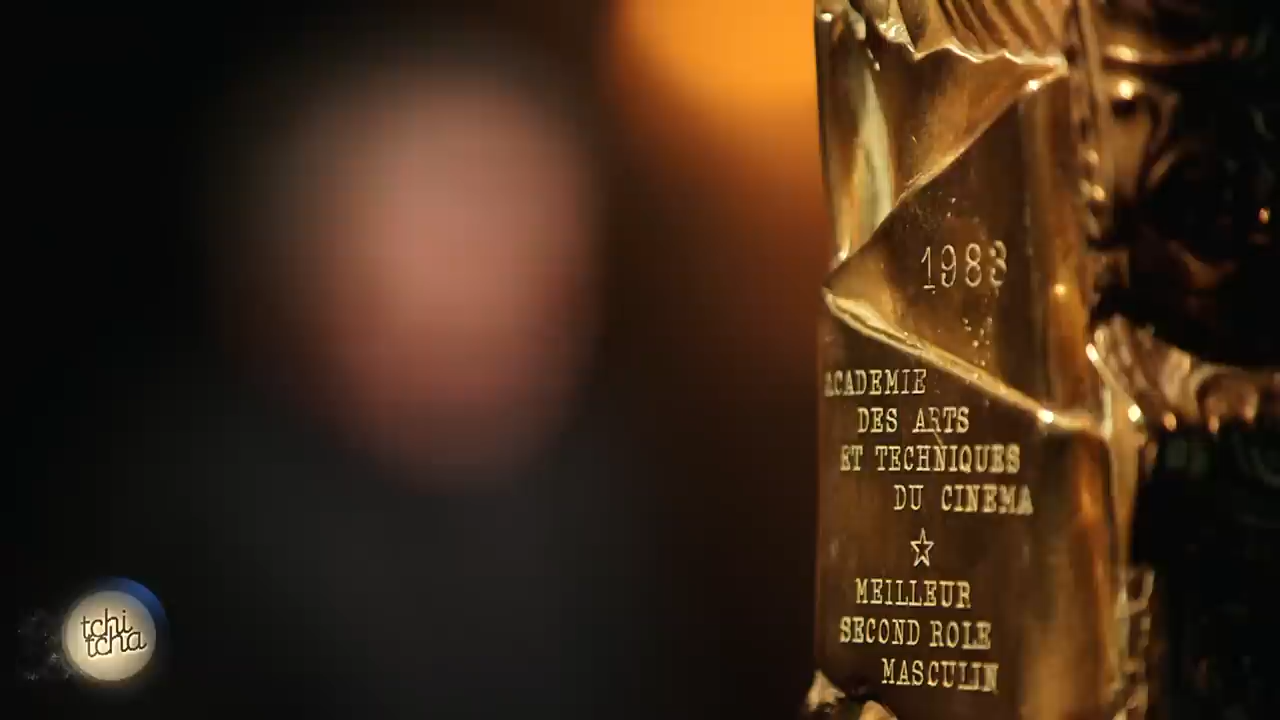 1983
ACADEMIE
DES ARTS
ET TECHNIQUES
DU CINEMA
MEILLEUR
SECOND ROLE
MASCULIN
tchi
tcha